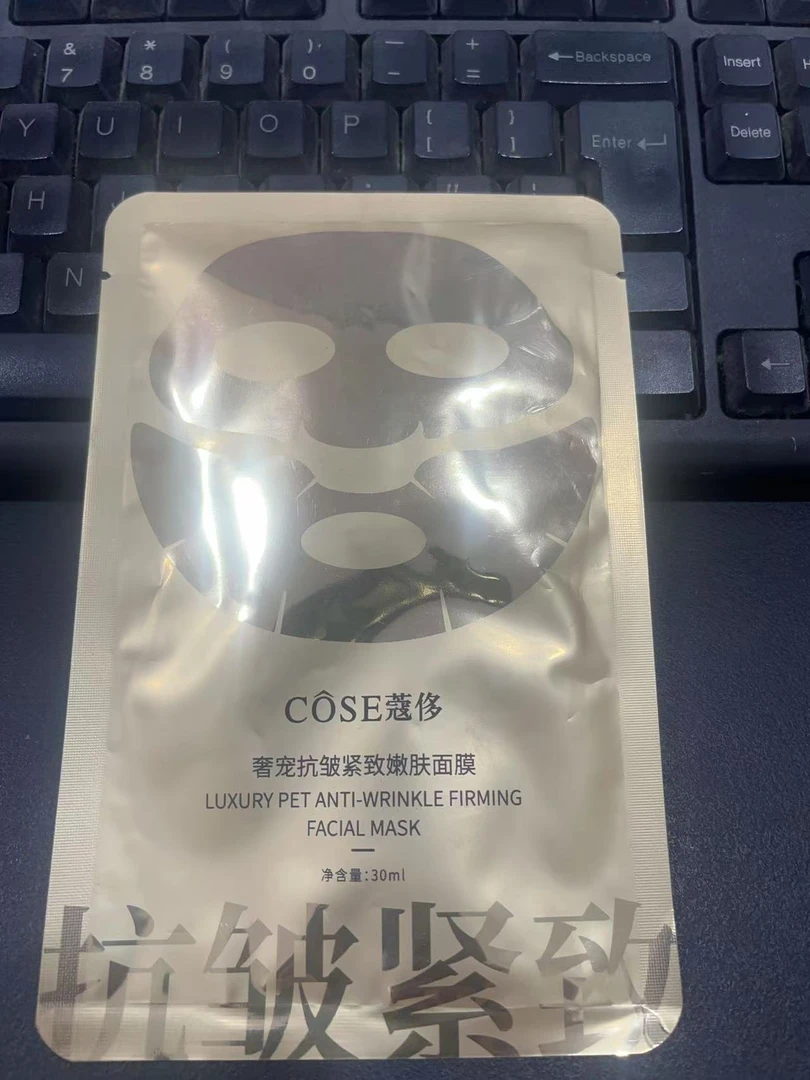 & * ( ) — +
7 8 9 0 - = ←Backspace Insert
Y U I O P { }
[ ] Enter Delete
H
N
←
CÔSE蔻侈
奢宠抗皱紧致嫩肤面膜
LUXURY PET ANTI-WRINKLE FIRMING
FACIAL MASK
净含量:30ml
抗皱紧致